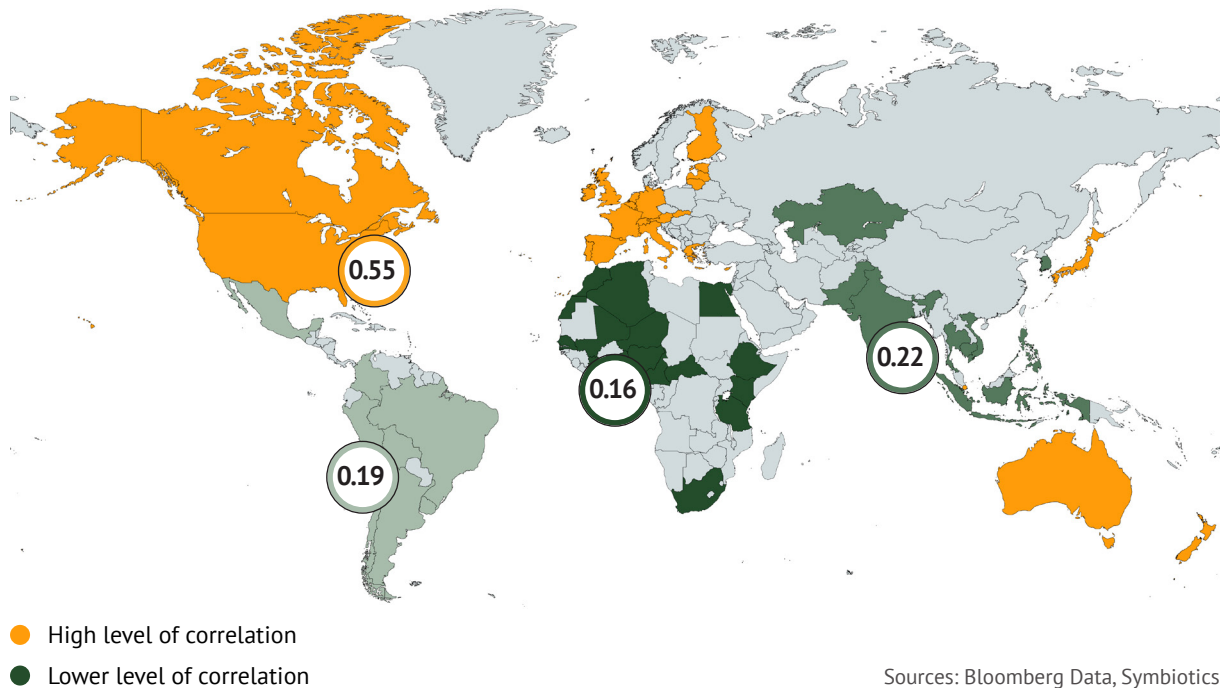 0.55
0.22
0.16
0.19
High level of correlation
Lower level of correlation
Sources: Bloomberg Data, Symbiotics